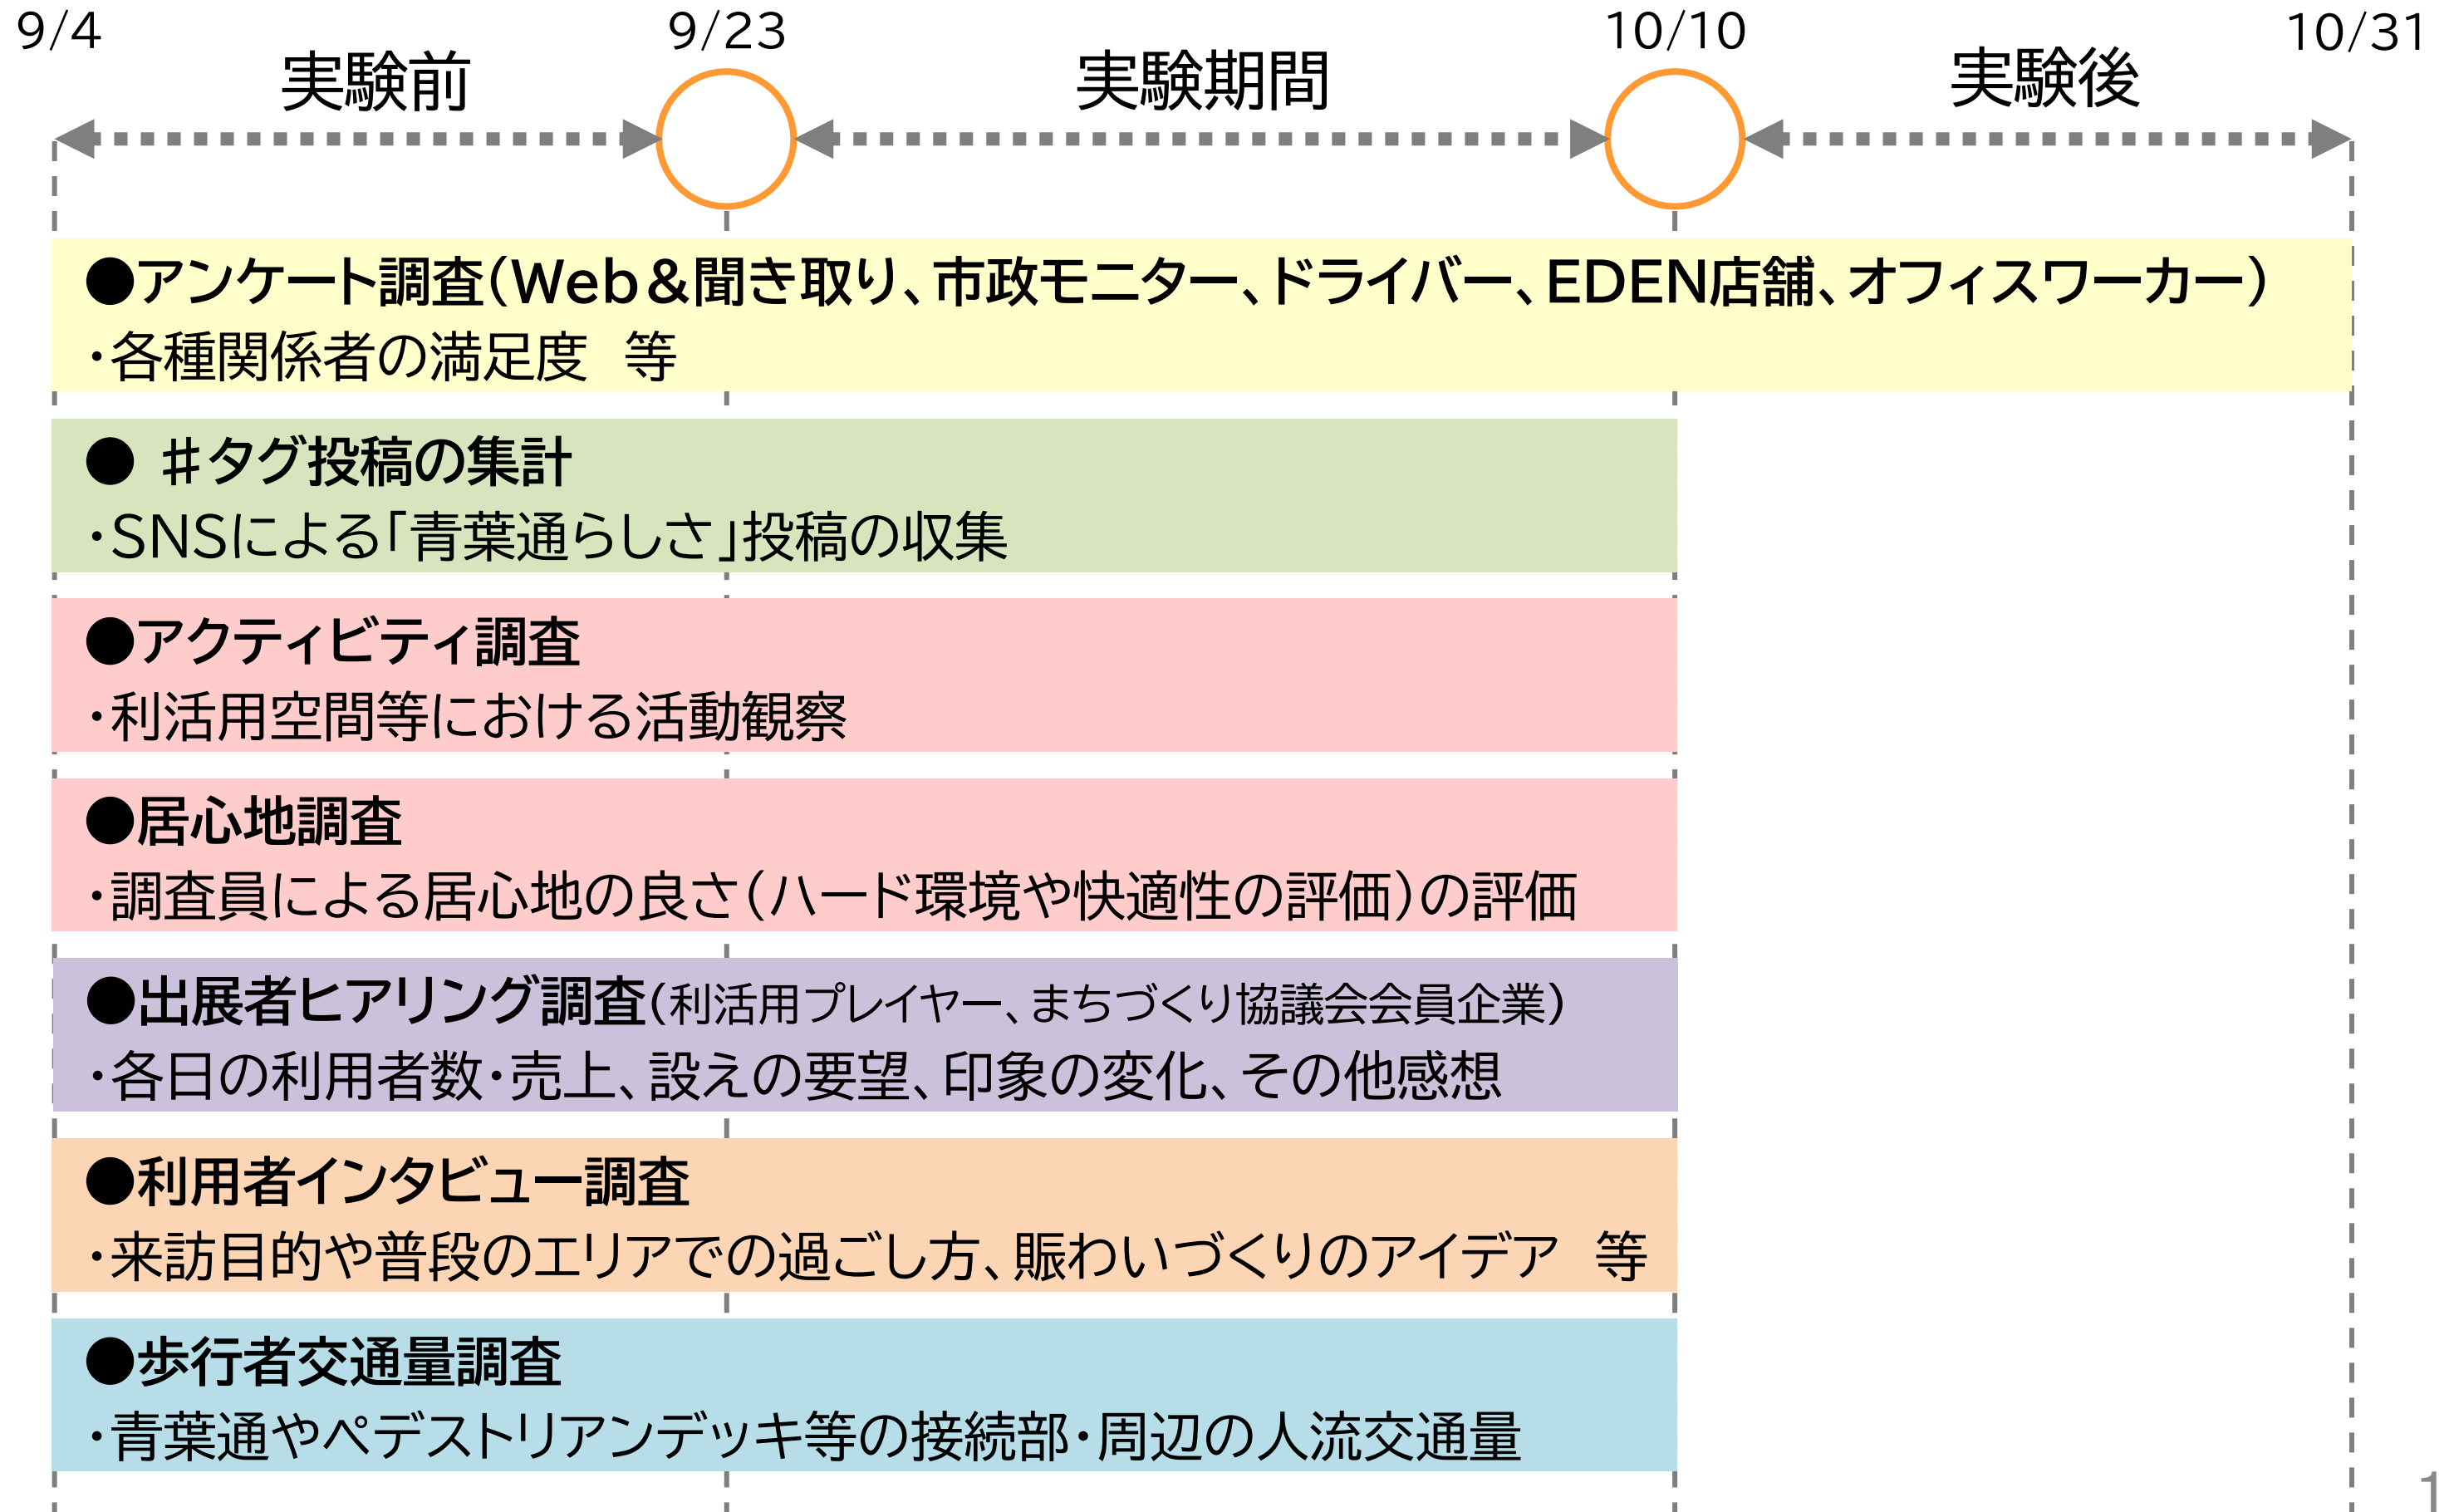 9/4
9/23
10/10
10/31
実験前
実験期間
実験後
●アンケート調査(Web&聞き取り、市政モニター、ドライバー、EDEN店舗、オフィスワーカー)
・各種関係者の満足度　等
● ♯タグ投稿の集計
・SNSによる「青葉通らしさ」投稿の収集
●アクティビティ調査
・利活用空間等における活動観察
●居心地調査
・調査員による居心地の良さ(ハード環境や快適性の評価)の評価
●出展者ヒアリング調査(利活用プレイヤー、まちづくり協議会会員企業)
・各日の利用者数・売上、設えの要望、印象の変化、その他感想
●利用者インタビュー調査
・来訪目的や普段のエリアでの過ごし方、賑わいづくりのアイデア　等
●歩行者交通量調査
・青葉通やペデストリアンデッキ等の接続部・周辺の人流交通量
1